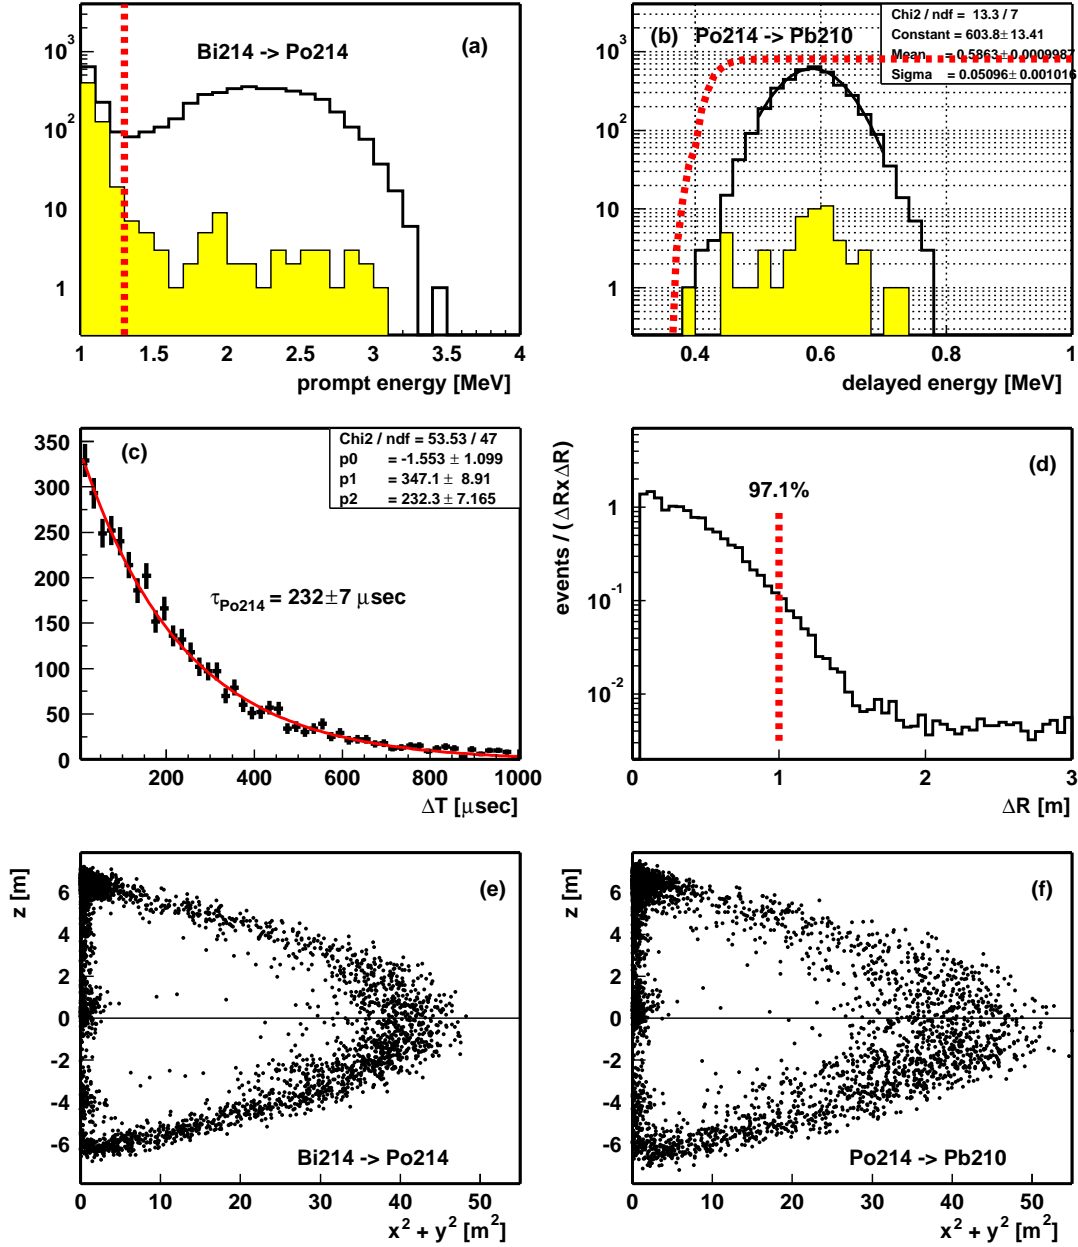 (a)
Bi214 -> Po214
10³
10²
10
1
1 1.5 2 2.5 3 3.5 4
prompt energy [MeV]
(b)
Po214 -> Pb210
Chi2 / ndf = 13.3 / 7
Constant = 603.8± 13.41
Mean = 0.5863± 0.0009987
Sigma = 0.05096± 0.001016
10³
10²
10
1
0.4 0.6 0.8 1
delayed energy [MeV]
(c)
Chi2 / ndf = 53.53 / 47
p0 = -1.553 ± 1.099
p1 = 347.1 ± 8.91
p2 = 232.3 ± 7.165
τPo214 = 232±7 μsec
350
300
250
200
150
100
50
0
200 400 600 800 1000
ΔT [μsec]
(d)
97.1%
events / (ΔRxΔR)
1
10⁻¹
10⁻²
0 1 2 3
ΔR [m]
(e)
z [m]
6
4
2
0
-2
-4
-6
Bi214 -> Po214
0 10 20 30 40 50
x² + y² [m²]
(f)
z [m]
6
4
2
0
-2
-4
-6
Po214 -> Pb210
0 10 20 30 40 50
x² + y² [m²]